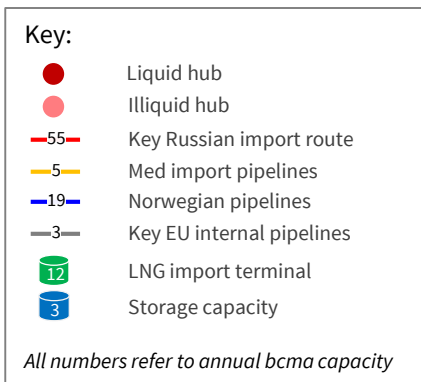 Key:
Liquid hub
Illiquid hub
55 Key Russian import route
5 Med import pipelines
19 Norwegian pipelines
3 Key EU internal pipelines
12 LNG import terminal
3 Storage capacity
All numbers refer to annual bcma capacity